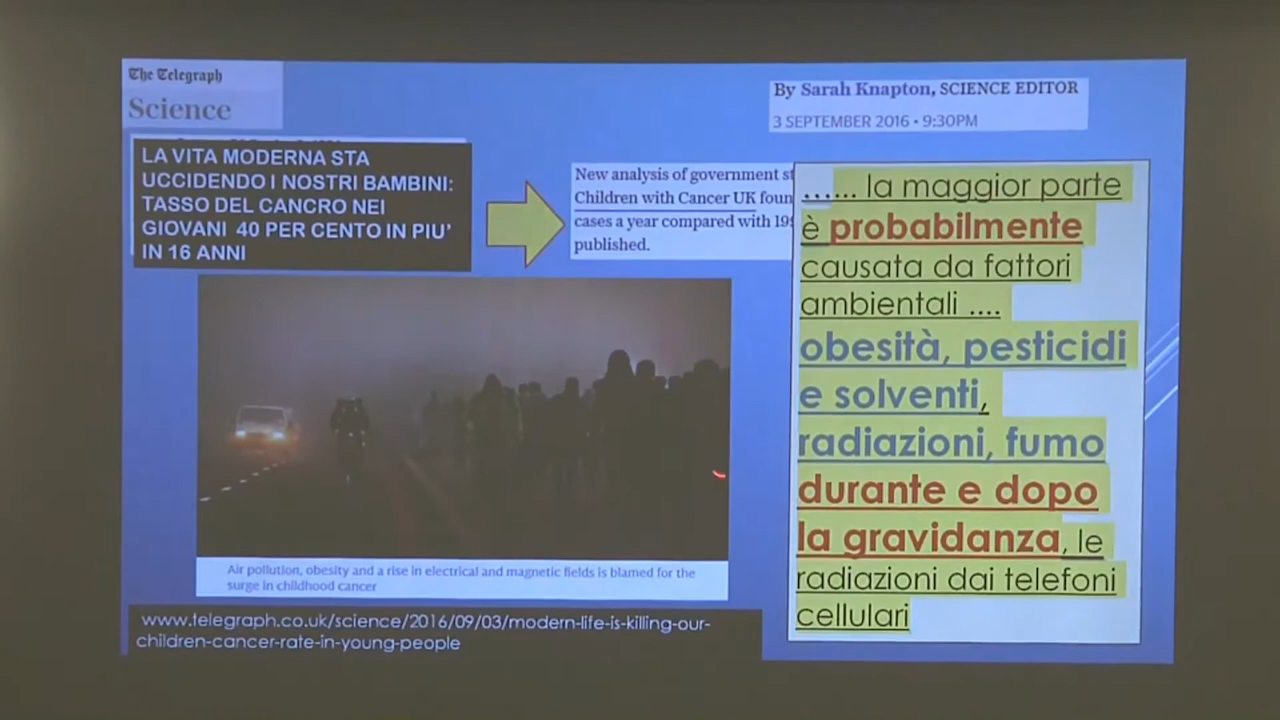 The Telegraph
Science
By Sarah Knapton, SCIENCE EDITOR
3 SEPTEMBER 2016 • 9:30PM
LA VITA MODERNA STA
UCCIDENDO I NOSTRI BAMBINI:
TASSO DEL CANCRO NEI
GIOVANI 40 PER CENTO IN PIU'
IN 16 ANNI
New analysis of government st
Children with Cancer UK foun
cases a year compared with 19
published.
...... la maggior parte
è probabilmente
causata da fattori
ambientali ....
obesità, pesticidi
e solventi,
radiazioni, fumo
durante e dopo
la gravidanza, le
radiazioni dai telefoni
cellulari
Air pollution, obesity and a rise in electrical and magnetic fields is blamed for the
surge in childhood cancer
www.telegraph.co.uk/science/2016/09/03/modern-life-is-killing-our-
children-cancer-rate-in-young-people